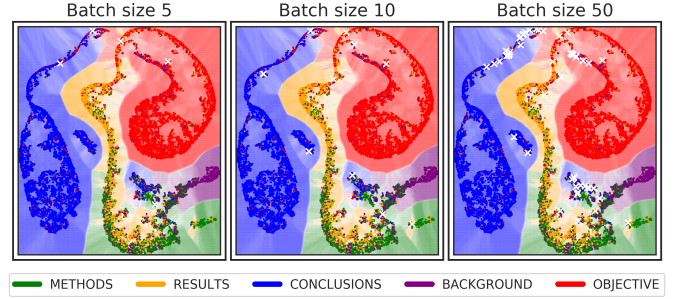 Batch size 5 Batch size 10 Batch size 50
METHODS RESULTS CONCLUSIONS BACKGROUND OBJECTIVE